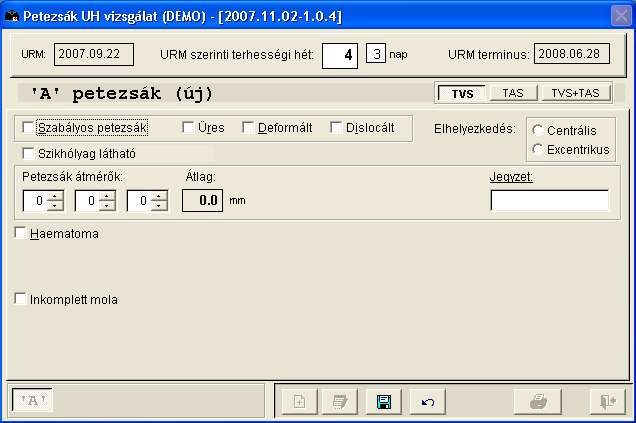 Petezsák UH vizsgálat (DEMO) - [2007.11.02-1.0.4]
URM: 2007.09.22 URM szerinti terhességi hét: 4 3 nap URM terminus: 2008.06.28
'A' petezsák (új) TVS TAS TVS+TAS
Szabályos petezsák Üres Deformált Diszlocált Elhelyezkedés: Centrális
Szikhólyag látható Excentrikus
Petezsák átmérők: Átlag: Jegyzet:
0 0 0 0.0 mm
Haematoma
Inkomplett mola
'A'